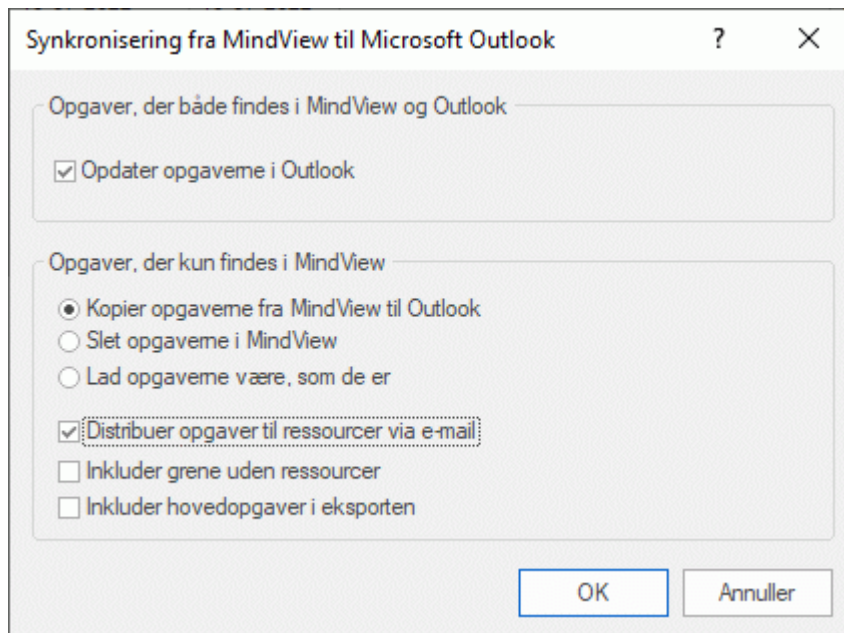 Synkronisering fra MindView til Microsoft Outlook ?
Opgaver, der både findes i MindView og Outlook
Opdater opgaverne i Outlook
Opgaver, der kun findes i MindView
Kopier opgaverne fra MindView til Outlook
Slet opgaverne i MindView
Lad opgaverne være, som de er
Distribuer opgaver til ressourcer via e-mail
Inkluder grene uden ressourcer
Inkluder hovedopgaver i eksporten
OK Annuller